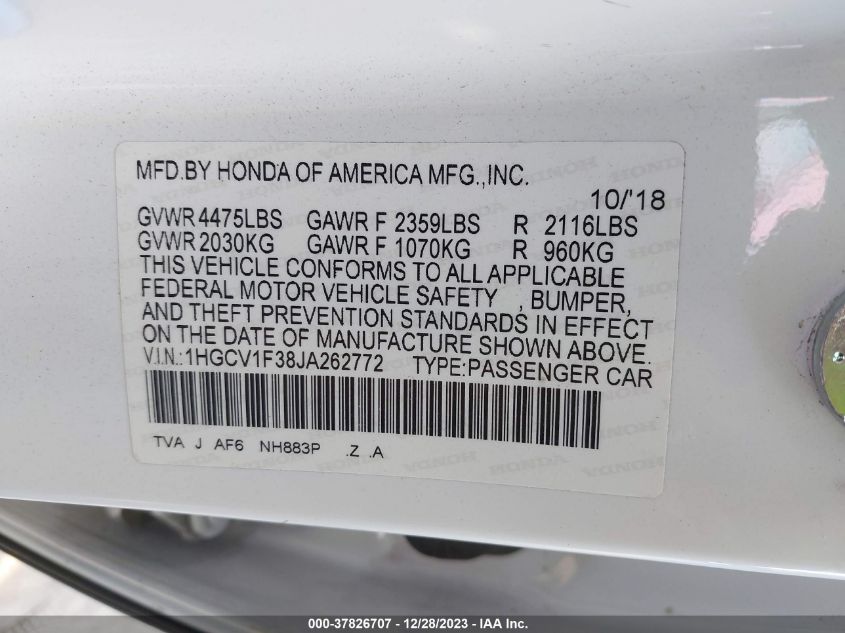 MFD.BY HONDA OF AMERICA MFG.,INC.
10/'18
GVWR 4475LBS GAWR F 2359LBS R 2116LBS
GVWR 2030KG GAWR F 1070KG R 960KG
THIS VEHICLE CONFORMS TO ALL APPLICABLE
FEDERAL MOTOR VEHICLE SAFETY , BUMPER,
AND THEFT PREVENTION STANDARDS IN EFFECT
ON THE DATE OF MANUFACTURE SHOWN ABOVE.
V.I.N.:1HGCV1F38JA262772 TYPE:PASSENGER CAR
TVA J AF6 NH883P .Z .A
000-37826707 - 12/28/2023 - IAA Inc.